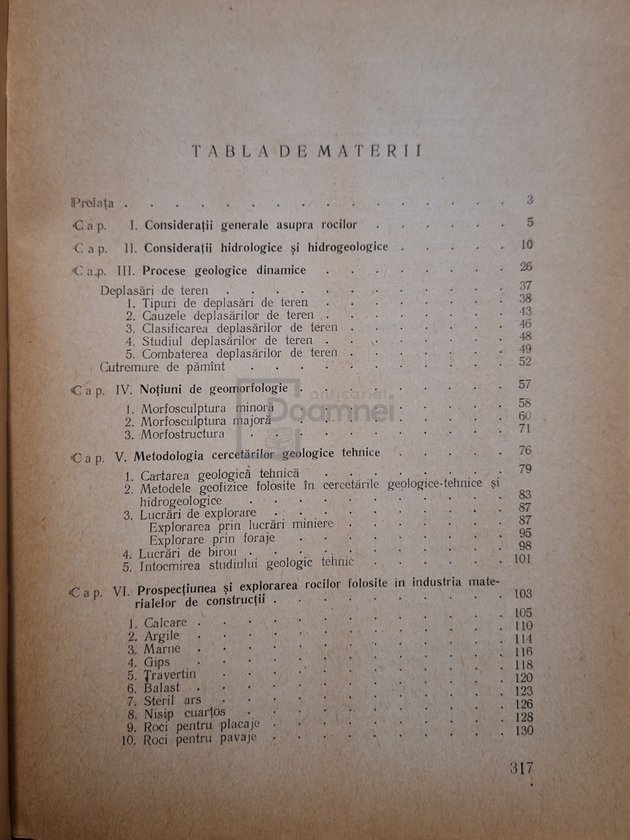 TABLA DE MATERII
Prefața . . . . . . . . . . . . . . . . 3
Cap. I. Considerații generale asupra rocilor . . . . . . 5
Cap. II. Considerații hidrologice și hidrogeologice . . . . . 10
Cap. III. Procese geologice dinamice . . . . . . . 26
Deplasări de teren . . . . . . . . . . . 37
1. Tipuri de deplasări de teren . . . . . . . . 38
2. Cauzele deplasărilor de teren . . . . . . . . 43
3. Clasificarea deplasărilor de teren . . . . . . . 46
4. Studiul deplasărilor de teren . . . . . . . . 48
5. Combaterea deplasărilor de teren . . . . . . . 49
Cutremure de pămînt . . . . . . . . . . 52
Cap. IV. Noțiuni de geomorfologie . . . . . . . . 57
1. Morfosculptura minoră . . . . . . . . . 58
2. Morfosculptura majoră . . . . . . . . . 60
3. Morfostructura . . . . . . . . . . . 71
Cap. V. Metodologia cercetărilor geologice tehnice . . . . . 76
1. Cartarea geologică tehnică . . . . . . . . 79
2. Metodele geofizice folosite în cercetările geologice-tehnice și
hidrogeologice . . . . . . . . . . . 83
3. Lucrări de explorare . . . . . . . . . . 87
Explorarea prin lucrări miniere . . . . . . . 87
Explorare prin foraje . . . . . . . . . 95
4. Lucrări de birou . . . . . . . . . . . 98
5. Intocmirea studiului geologic tehnic . . . . . . 101
Cap. VI. Prospecțiunea și explorarea rocilor folosite in industria mate-
rialelor de construcții . . . . . . . . . . 103
1. Calcare . . . . . . . . . . . . . 105
2. Argile . . . . . . . . . . . . . 110
3. Marne . . . . . . . . . . . . . 114
4. Gips . . . . . . . . . . . . . 116
5. Travertin . . . . . . . . . . . . 118
6. Balast . . . . . . . . . . . . . 120
7. Steril ars . . . . . . . . . . . . 123
8. Nisip cuarțos . . . . . . . . . . . 126
9. Roci pentru placaje . . . . . . . . . . 128
10. Roci pentru pavaje . . . . . . . . . . 130
317
anticariat
Doamnei